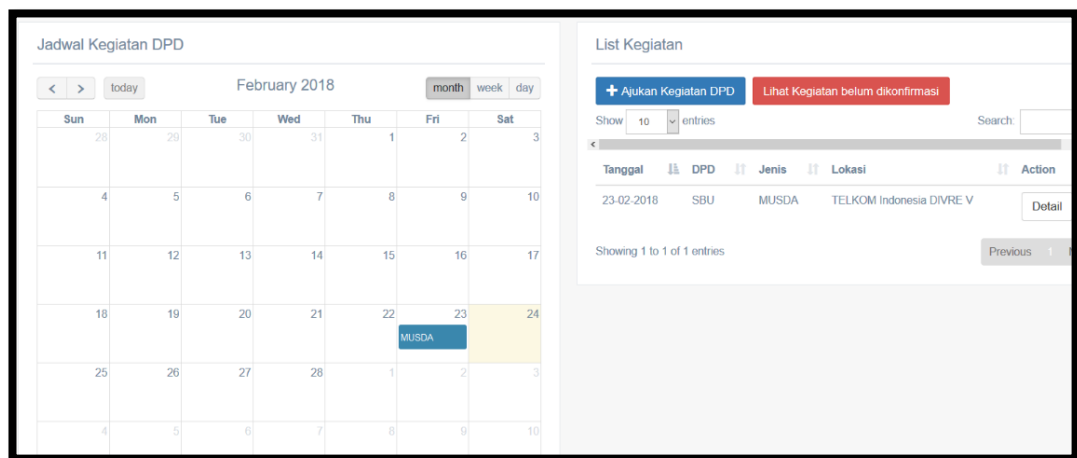 Jadwal Kegiatan DPD
< > today February 2018 month week day
Sun Mon Tue Wed Thu Fri Sat
28 29 30 31 1 2 3
4 5 6 7 8 9 10
11 12 13 14 15 16 17
18 19 20 21 22 23 24
MUSDA
25 26 27 28 1 2 3
4 5 6 7 8 9 10
List Kegiatan
+ Ajukan Kegiatan DPD Lihat Kegiatan belum dikonfirmasi
Show 10 entries Search:
Tanggal DPD Jenis Lokasi Action
23-02-2018 SBU MUSDA TELKOM Indonesia DIVRE V Detail
Showing 1 to 1 of 1 entries Previous 1